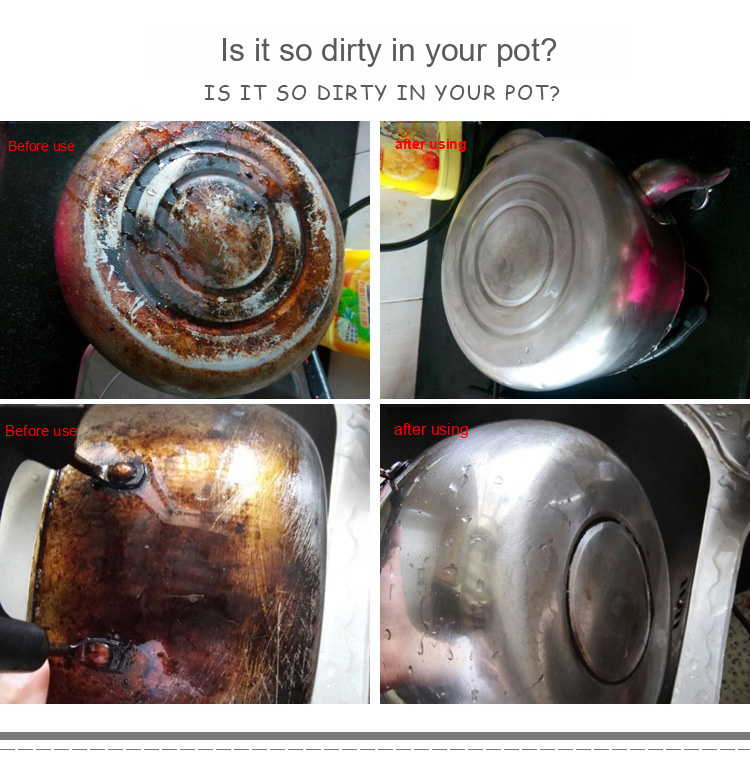 Is it so dirty in your pot?
IS IT SO DIRTY IN YOUR POT?
Before use
after using
Before use
after using